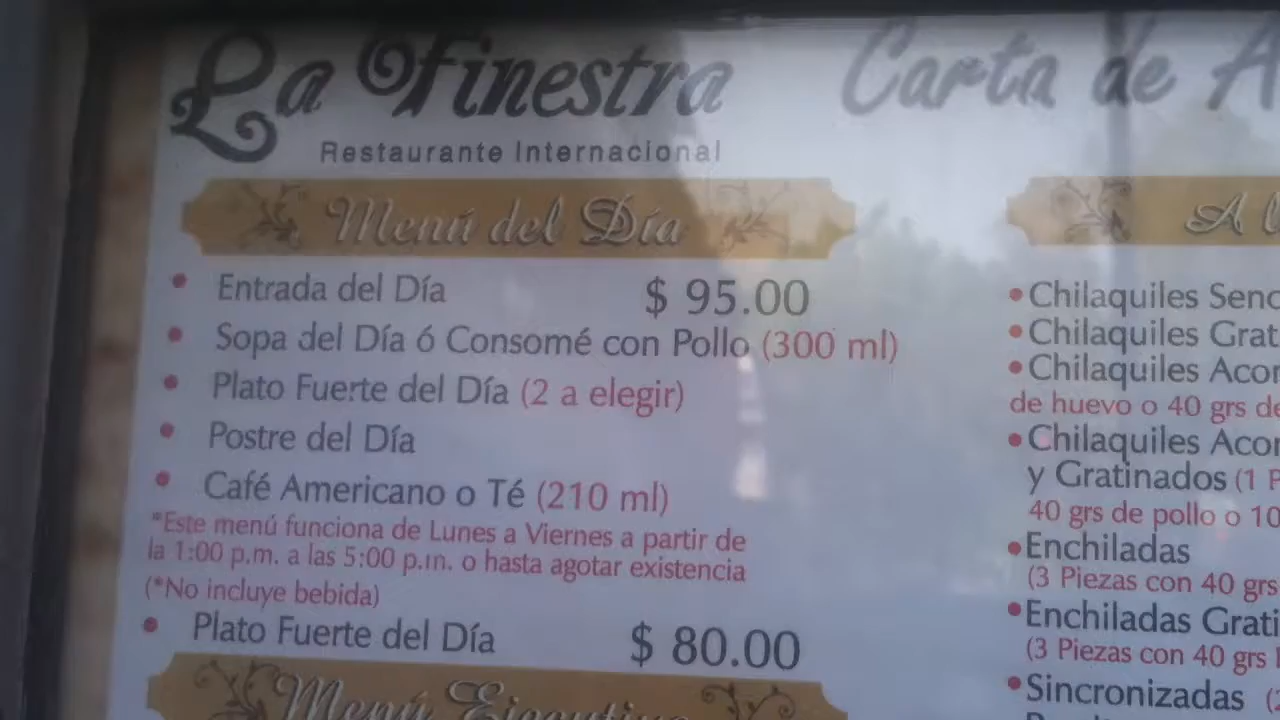 La Finestra
Restaurante Internacional
Menú del Día
• Entrada del Día $ 95.00
• Sopa del Día ó Consomé con Pollo (300 ml)
• Plato Fuerte del Día (2 a elegir)
• Postre del Día
• Café Americano o Té (210 ml)
*Este menú funciona de Lunes a Viernes a partir de
la 1:00 p.m. a las 5:00 p.m. o hasta agotar existencia
(*No incluye bebida)
• Plato Fuerte del Día $ 80.00
Menú Ejecutivo
Carta de A
A l
• Chilaquiles Senc
• Chilaquiles Grat
• Chilaquiles Acor
de huevo o 40 grs de
• Chilaquiles Acor
y Gratinados (1 P
40 grs de pollo o 10
• Enchiladas
(3 Piezas con 40 grs
• Enchiladas Grati
(3 Piezas con 40 grs
• Sincronizadas